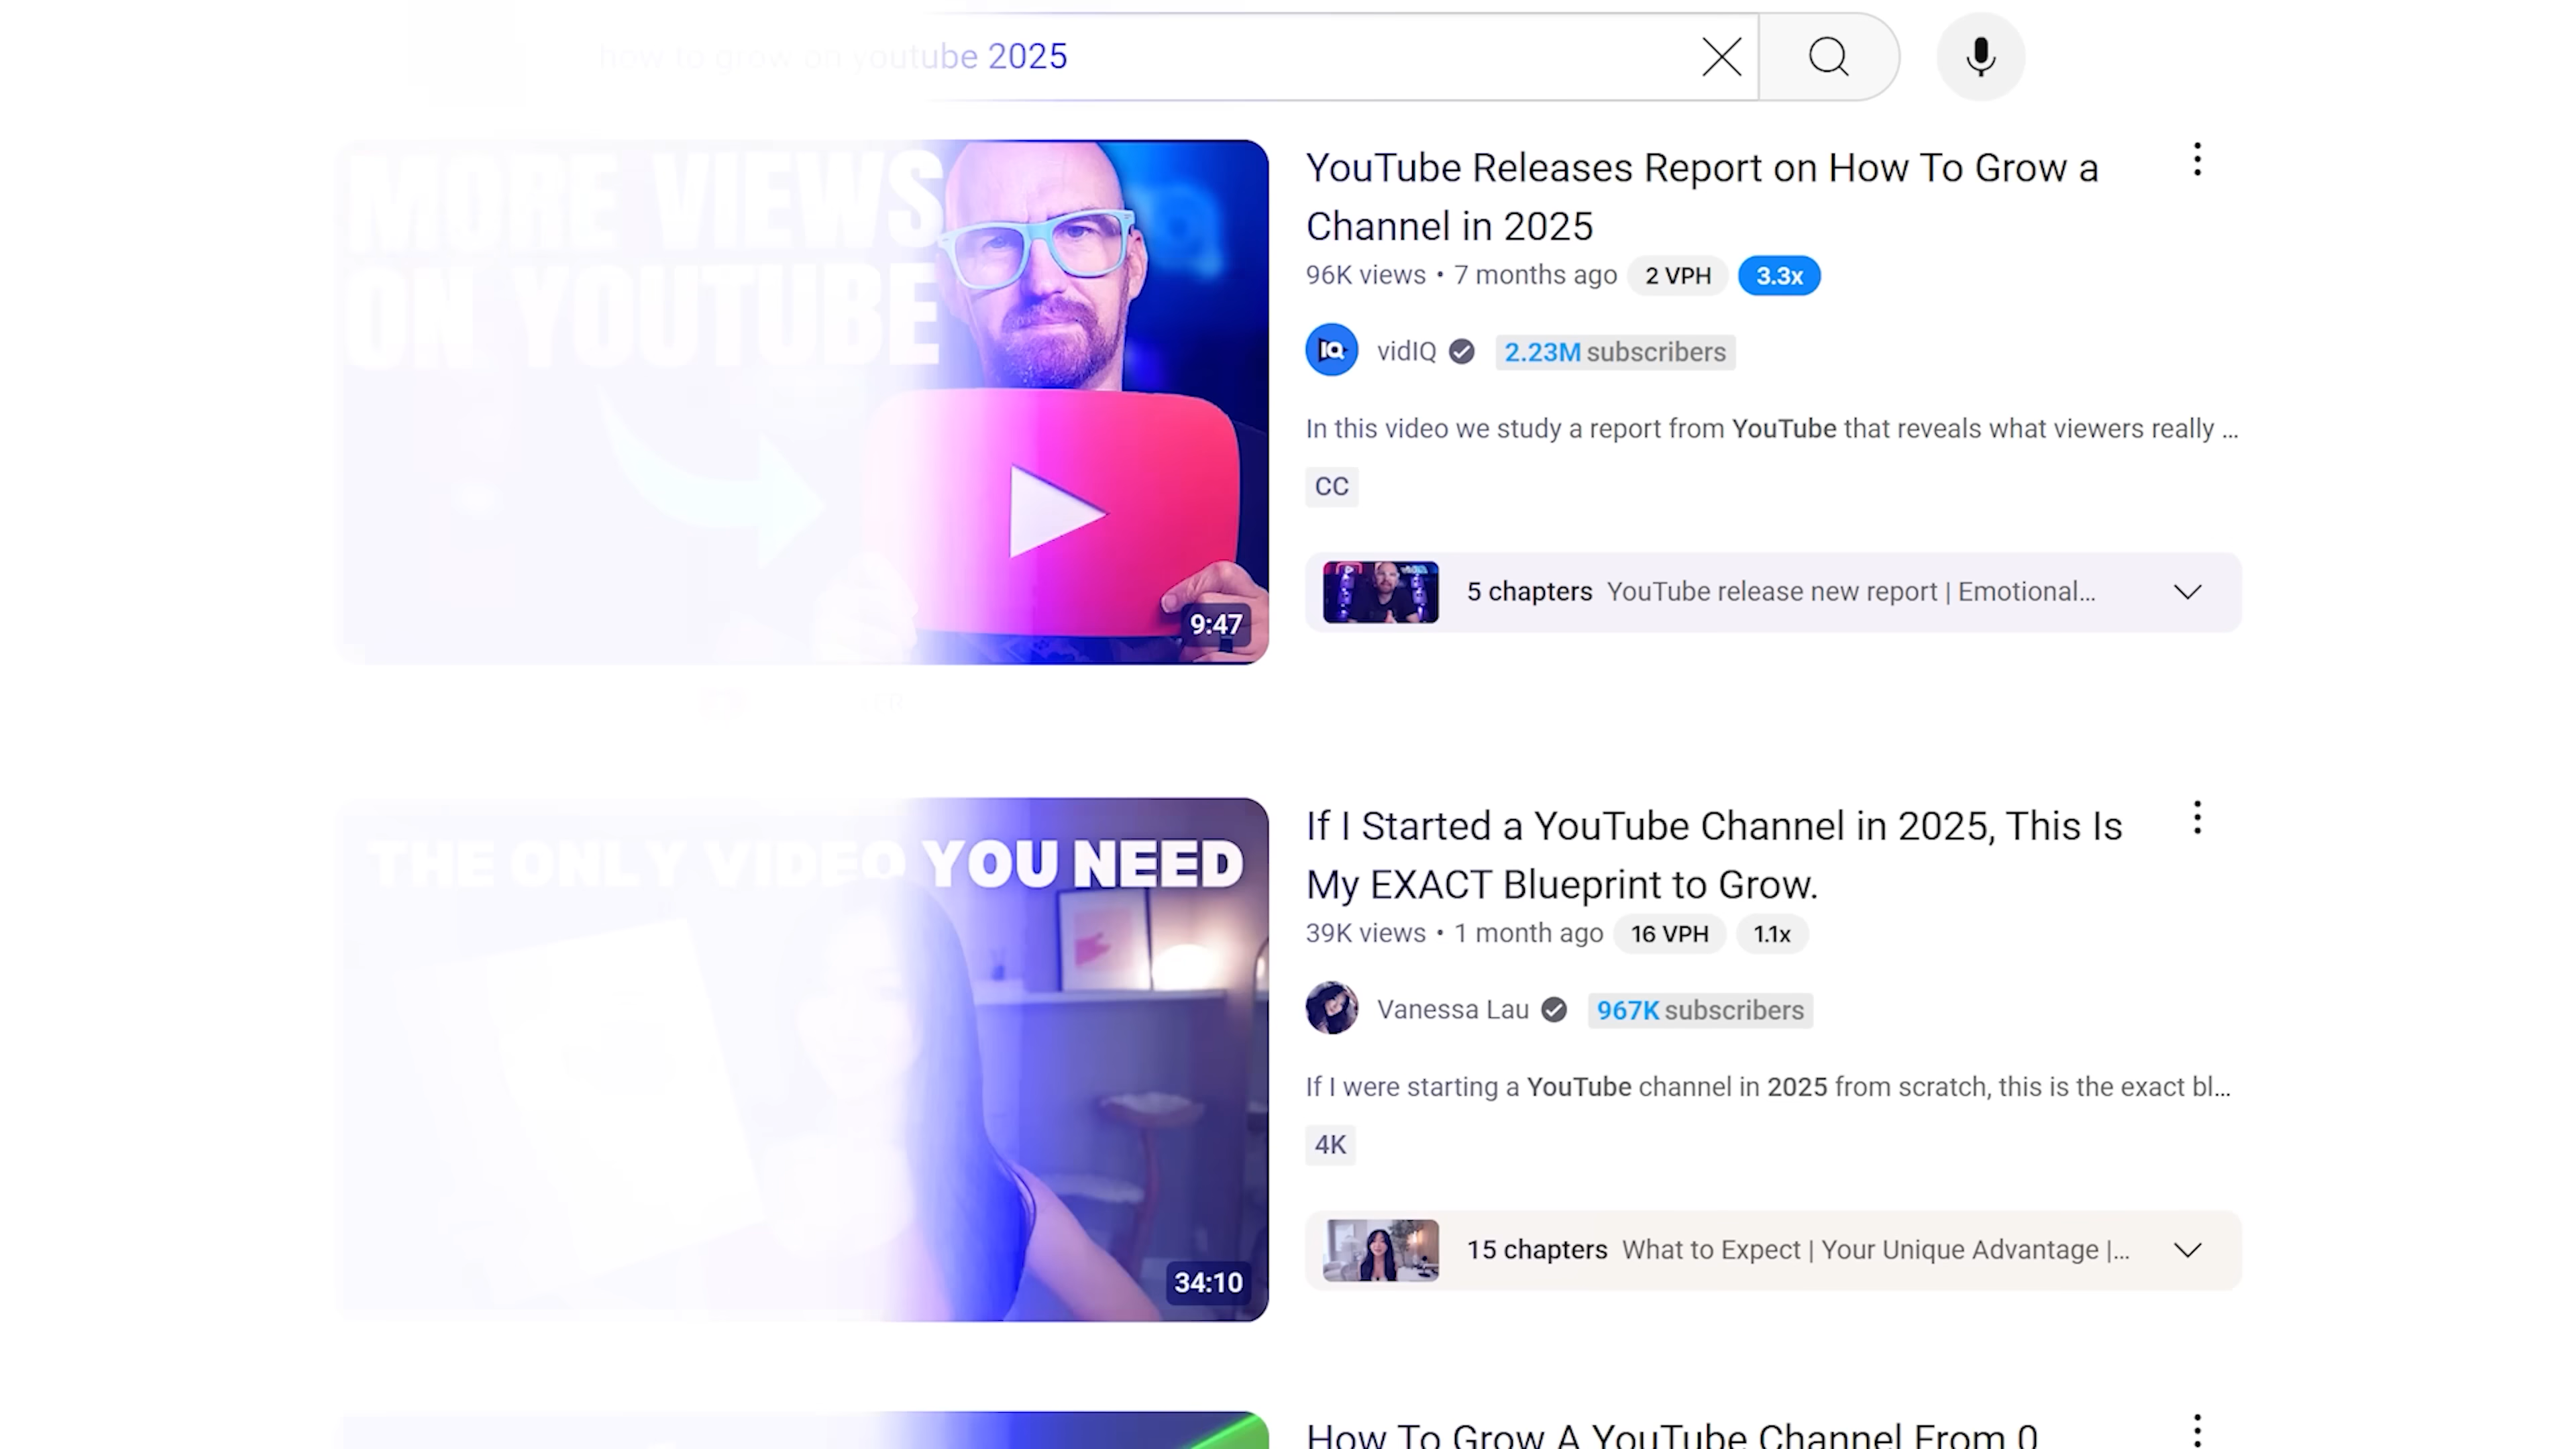 how to grow on youtube 2025
MORE VIEWS
ON YOUTUBE
9:47
YouTube Releases Report on How To Grow a
Channel in 2025
96K views • 7 months ago 2 VPH 3.3x
IQ vidIQ 2.23M subscribers
In this video we study a report from YouTube that reveals what viewers really ...
CC
5 chapters YouTube release new report | Emotional...
THE ONLY VIDEO YOU NEED
34:10
If I Started a YouTube Channel in 2025, This Is
My EXACT Blueprint to Grow.
39K views • 1 month ago 16 VPH 1.1x
Vanessa Lau 967K subscribers
If I were starting a YouTube channel in 2025 from scratch, this is the exact bl...
4K
15 chapters What to Expect | Your Unique Advantage |...
How To Grow A YouTube Channel From 0